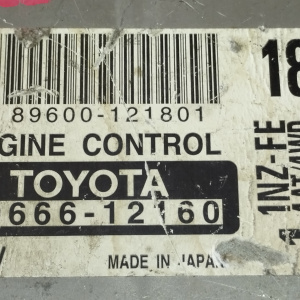 89600-121801
18
GINE CONTROL
TOYOTA
666-12160
1NZ-FE
MADE IN JAPAN